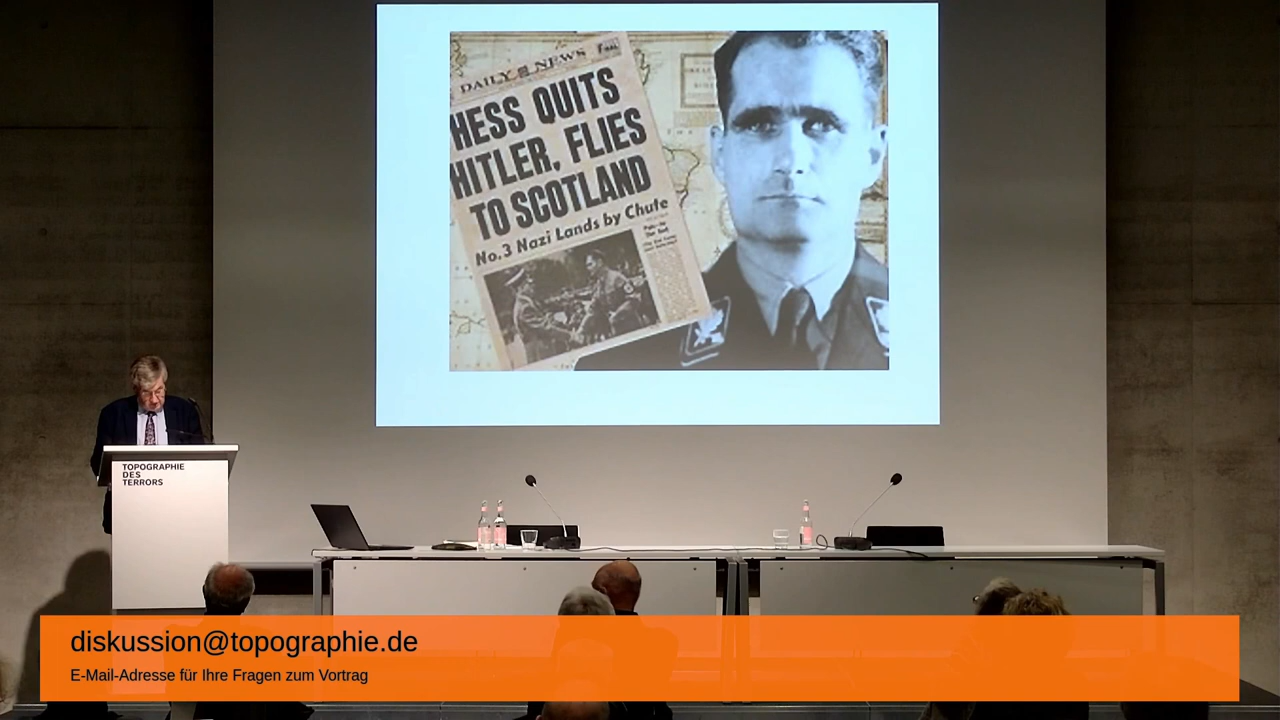 DAILY NEWS
FINAL
HESS QUITS
HITLER, FLIES
TO SCOTLAND
No. 3 Nazi Lands by Chute
TOPOGRAPHIE
DES
TERRORS
diskussion@topographie.de
E-Mail-Adresse für Ihre Fragen zum Vortrag